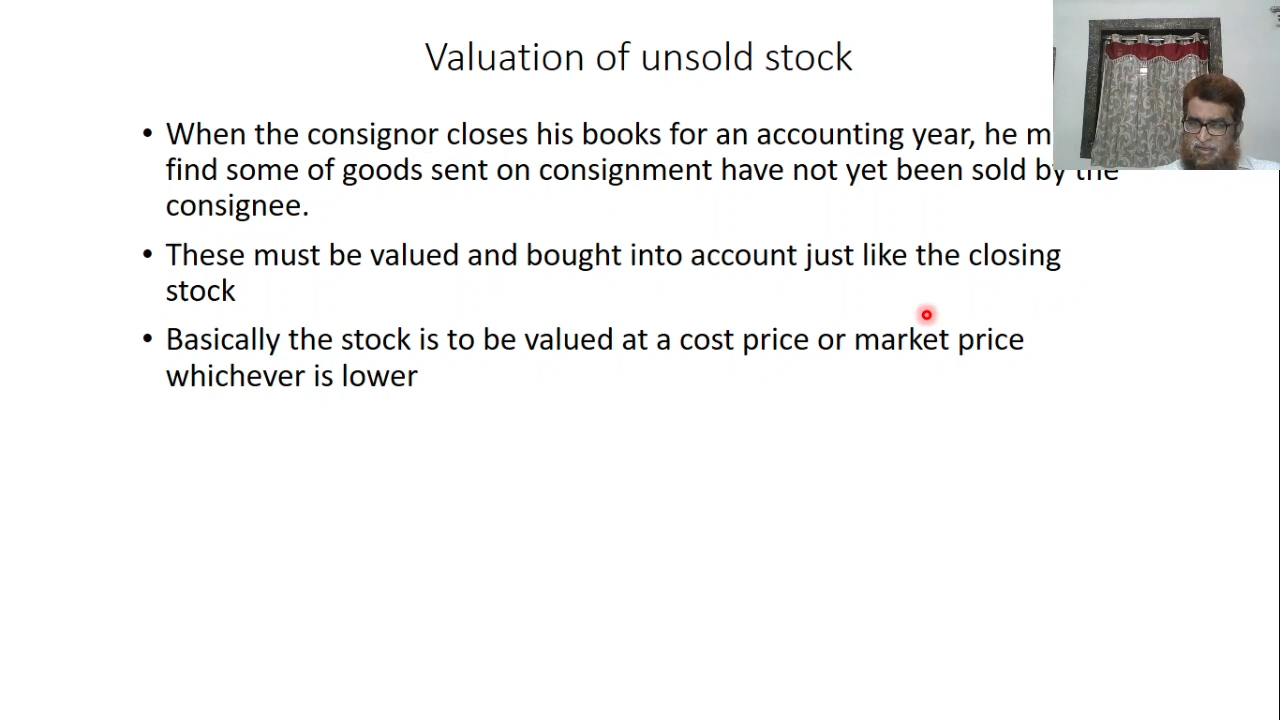 Valuation of unsold stock
• When the consignor closes his books for an accounting year, he
find some of goods sent on consignment have not yet been sold by the
consignee.
• These must be valued and bought into account just like the closing
stock
• Basically the stock is to be valued at a cost price or market price
whichever is lower